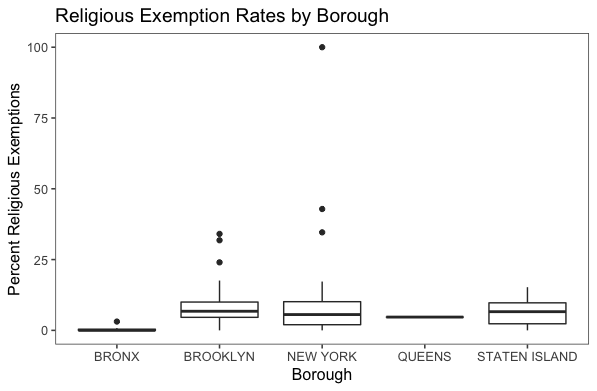 Religious Exemption Rates by Borough
Percent Religious Exemptions
100
75
50
25
0
BRONX BROOKLYN NEW YORK QUEENS STATEN ISLAND
Borough